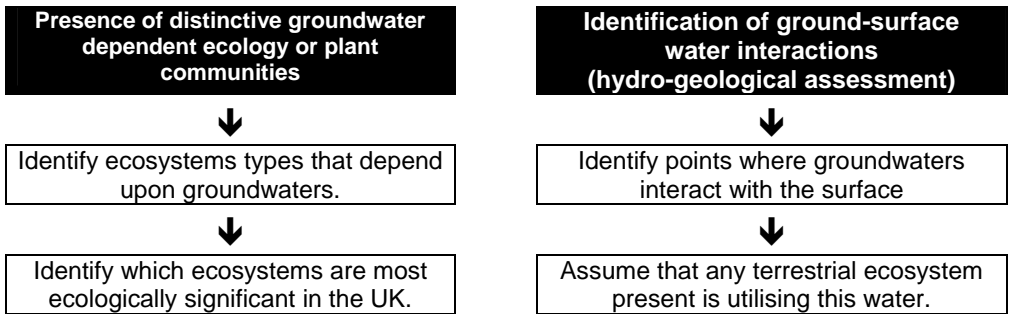 Presence of distinctive groundwater
dependent ecology or plant
communities
Identify ecosystems types that depend
upon groundwaters.
Identify which ecosystems are most
ecologically significant in the UK.
Identification of ground-surface
water interactions
(hydro-geological assessment)
Identify points where groundwaters
interact with the surface
Assume that any terrestrial ecosystem
present is utilising this water.